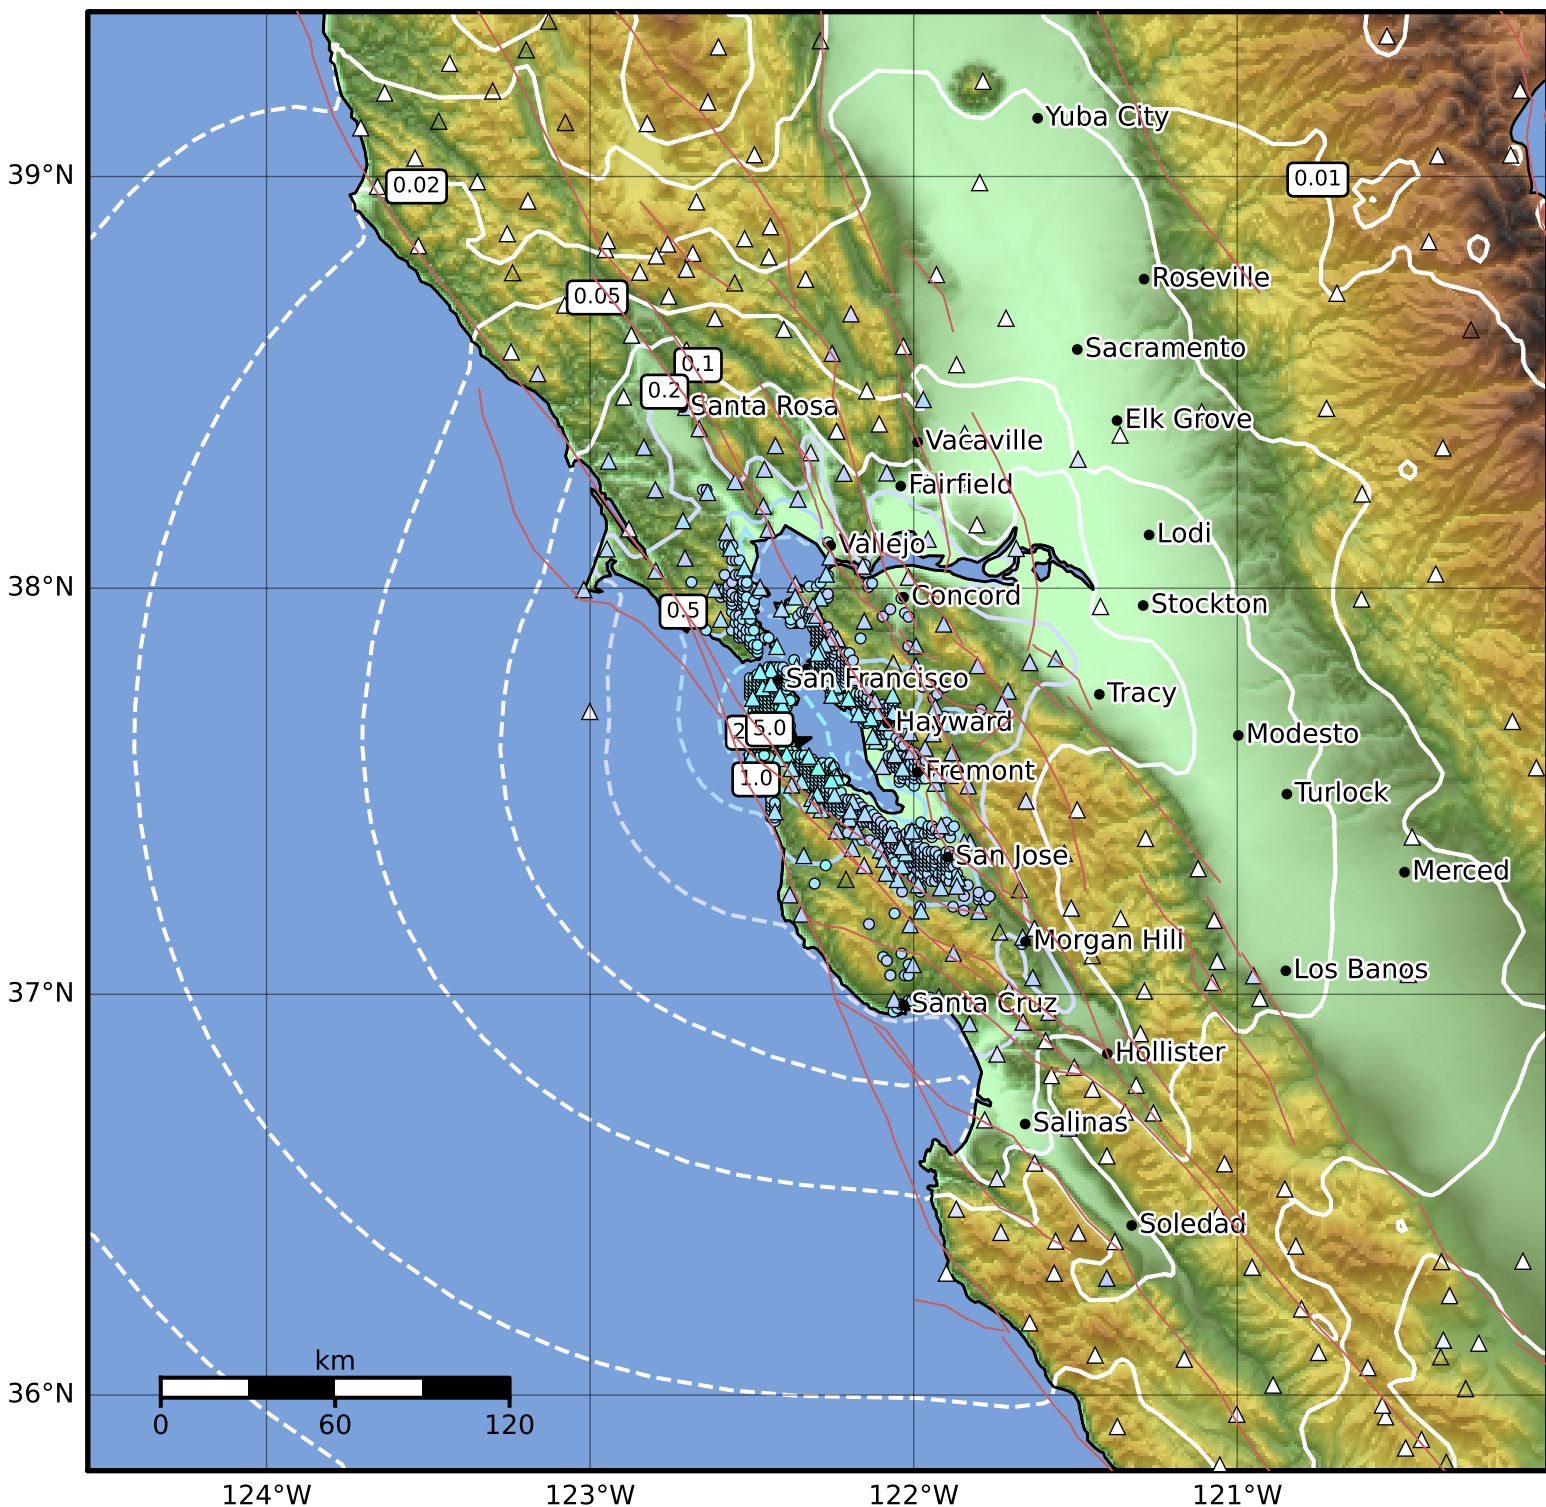 Yuba City
39°N
0.02
0.01
Roseville
0.05
Sacramento
0.1
0.2
Santa Rosa
Elk Grove
Vacaville
Fairfield
Lodi
Vallejo
38°N
Concord
Stockton
0.5
San Francisco
Tracy
Hayward
2
5.0
Modesto
Fremont
1.0
Turlock
San Jose
Merced
Morgan Hill
Los Banos
37°N
Santa Cruz
Hollister
Salinas
Soledad
km
36°N
0 60 120
124°W 123°W 122°W 121°W